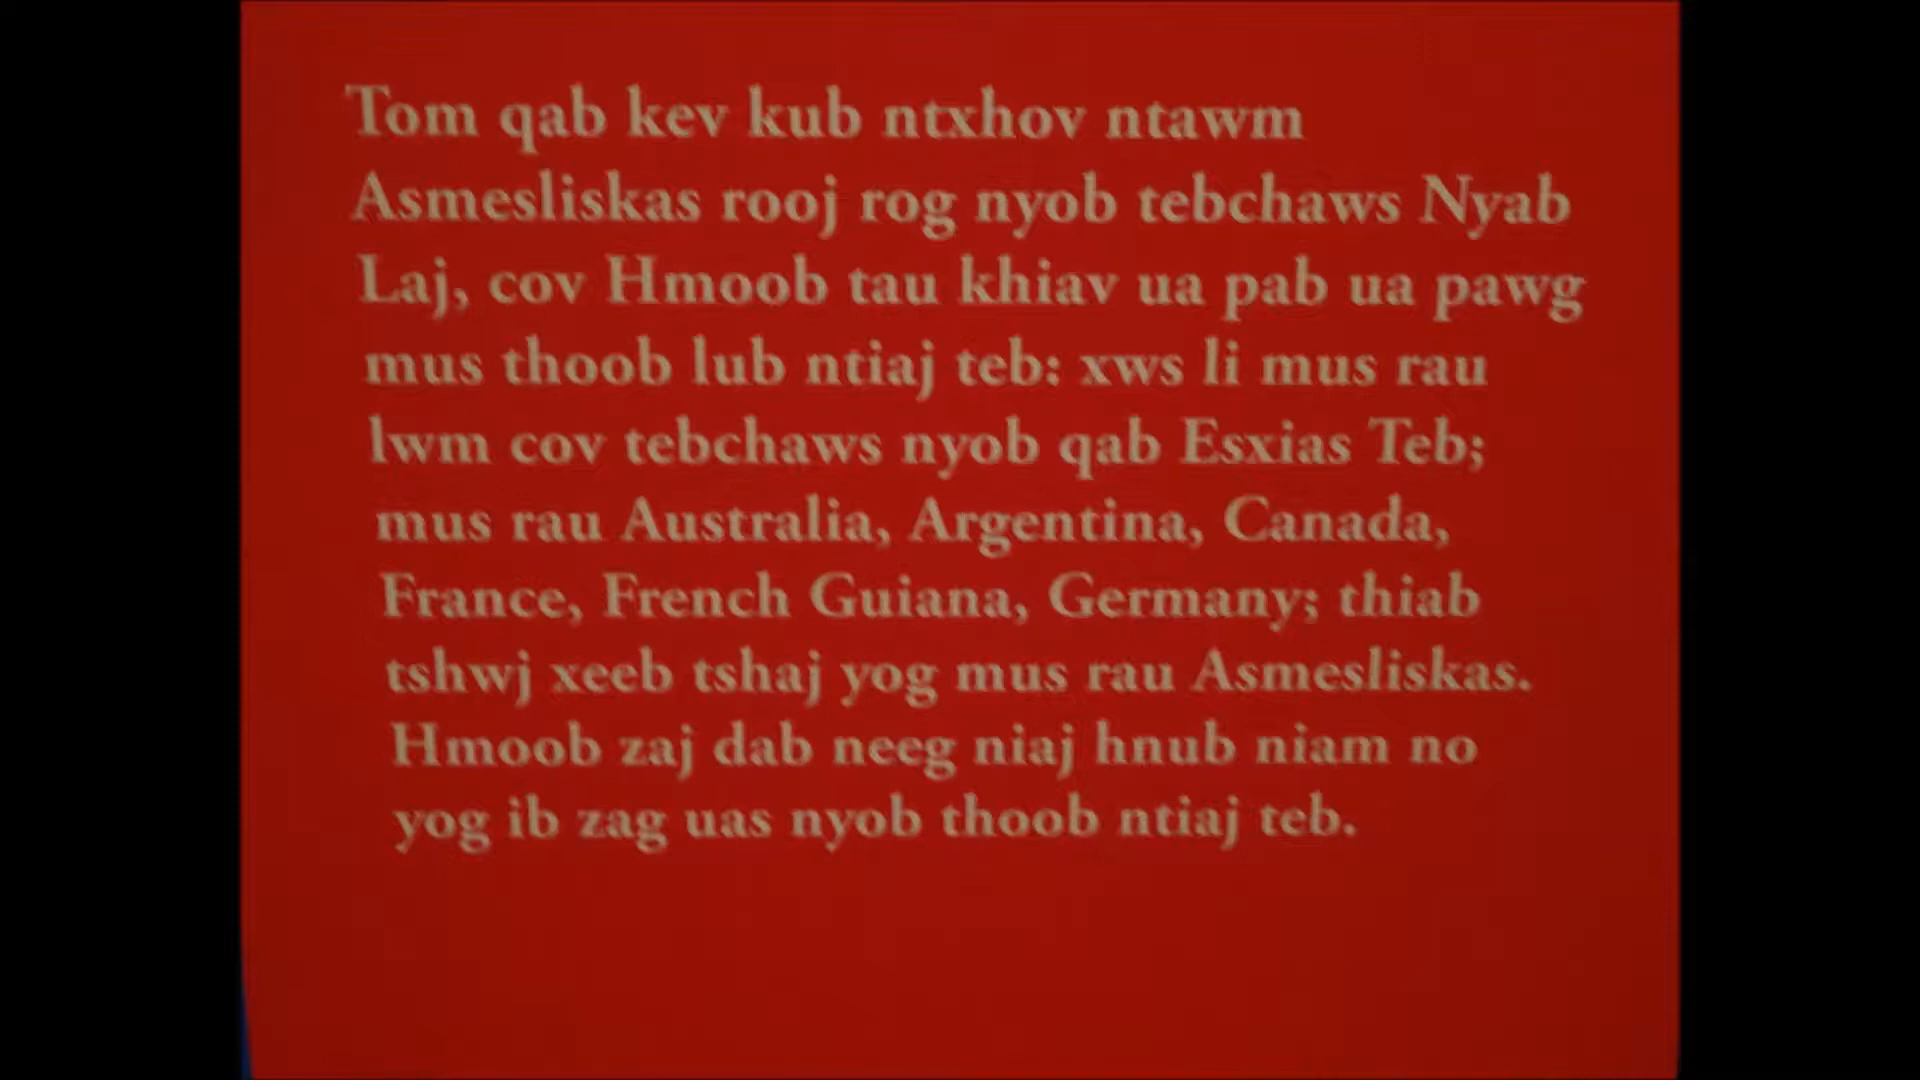 Tom qab kev kub ntxhov ntawm
Asmesliskas rooj rog nyob tebchaws Nyab
Laj, cov Hmoob tau khiav ua pab ua pawg
mus thoob lub ntiaj teb: xws li mus rau
lwm cov tebchaws nyob qab Esxias Teb;
mus rau Australia, Argentina, Canada,
France, French Guiana, Germany; thiab
tshwj xeeb tshaj yog mus rau Asmesliskas.
Hmoob zaj dab neeg niaj hnub niam no
yog ib zag uas nyob thoob ntiaj teb.